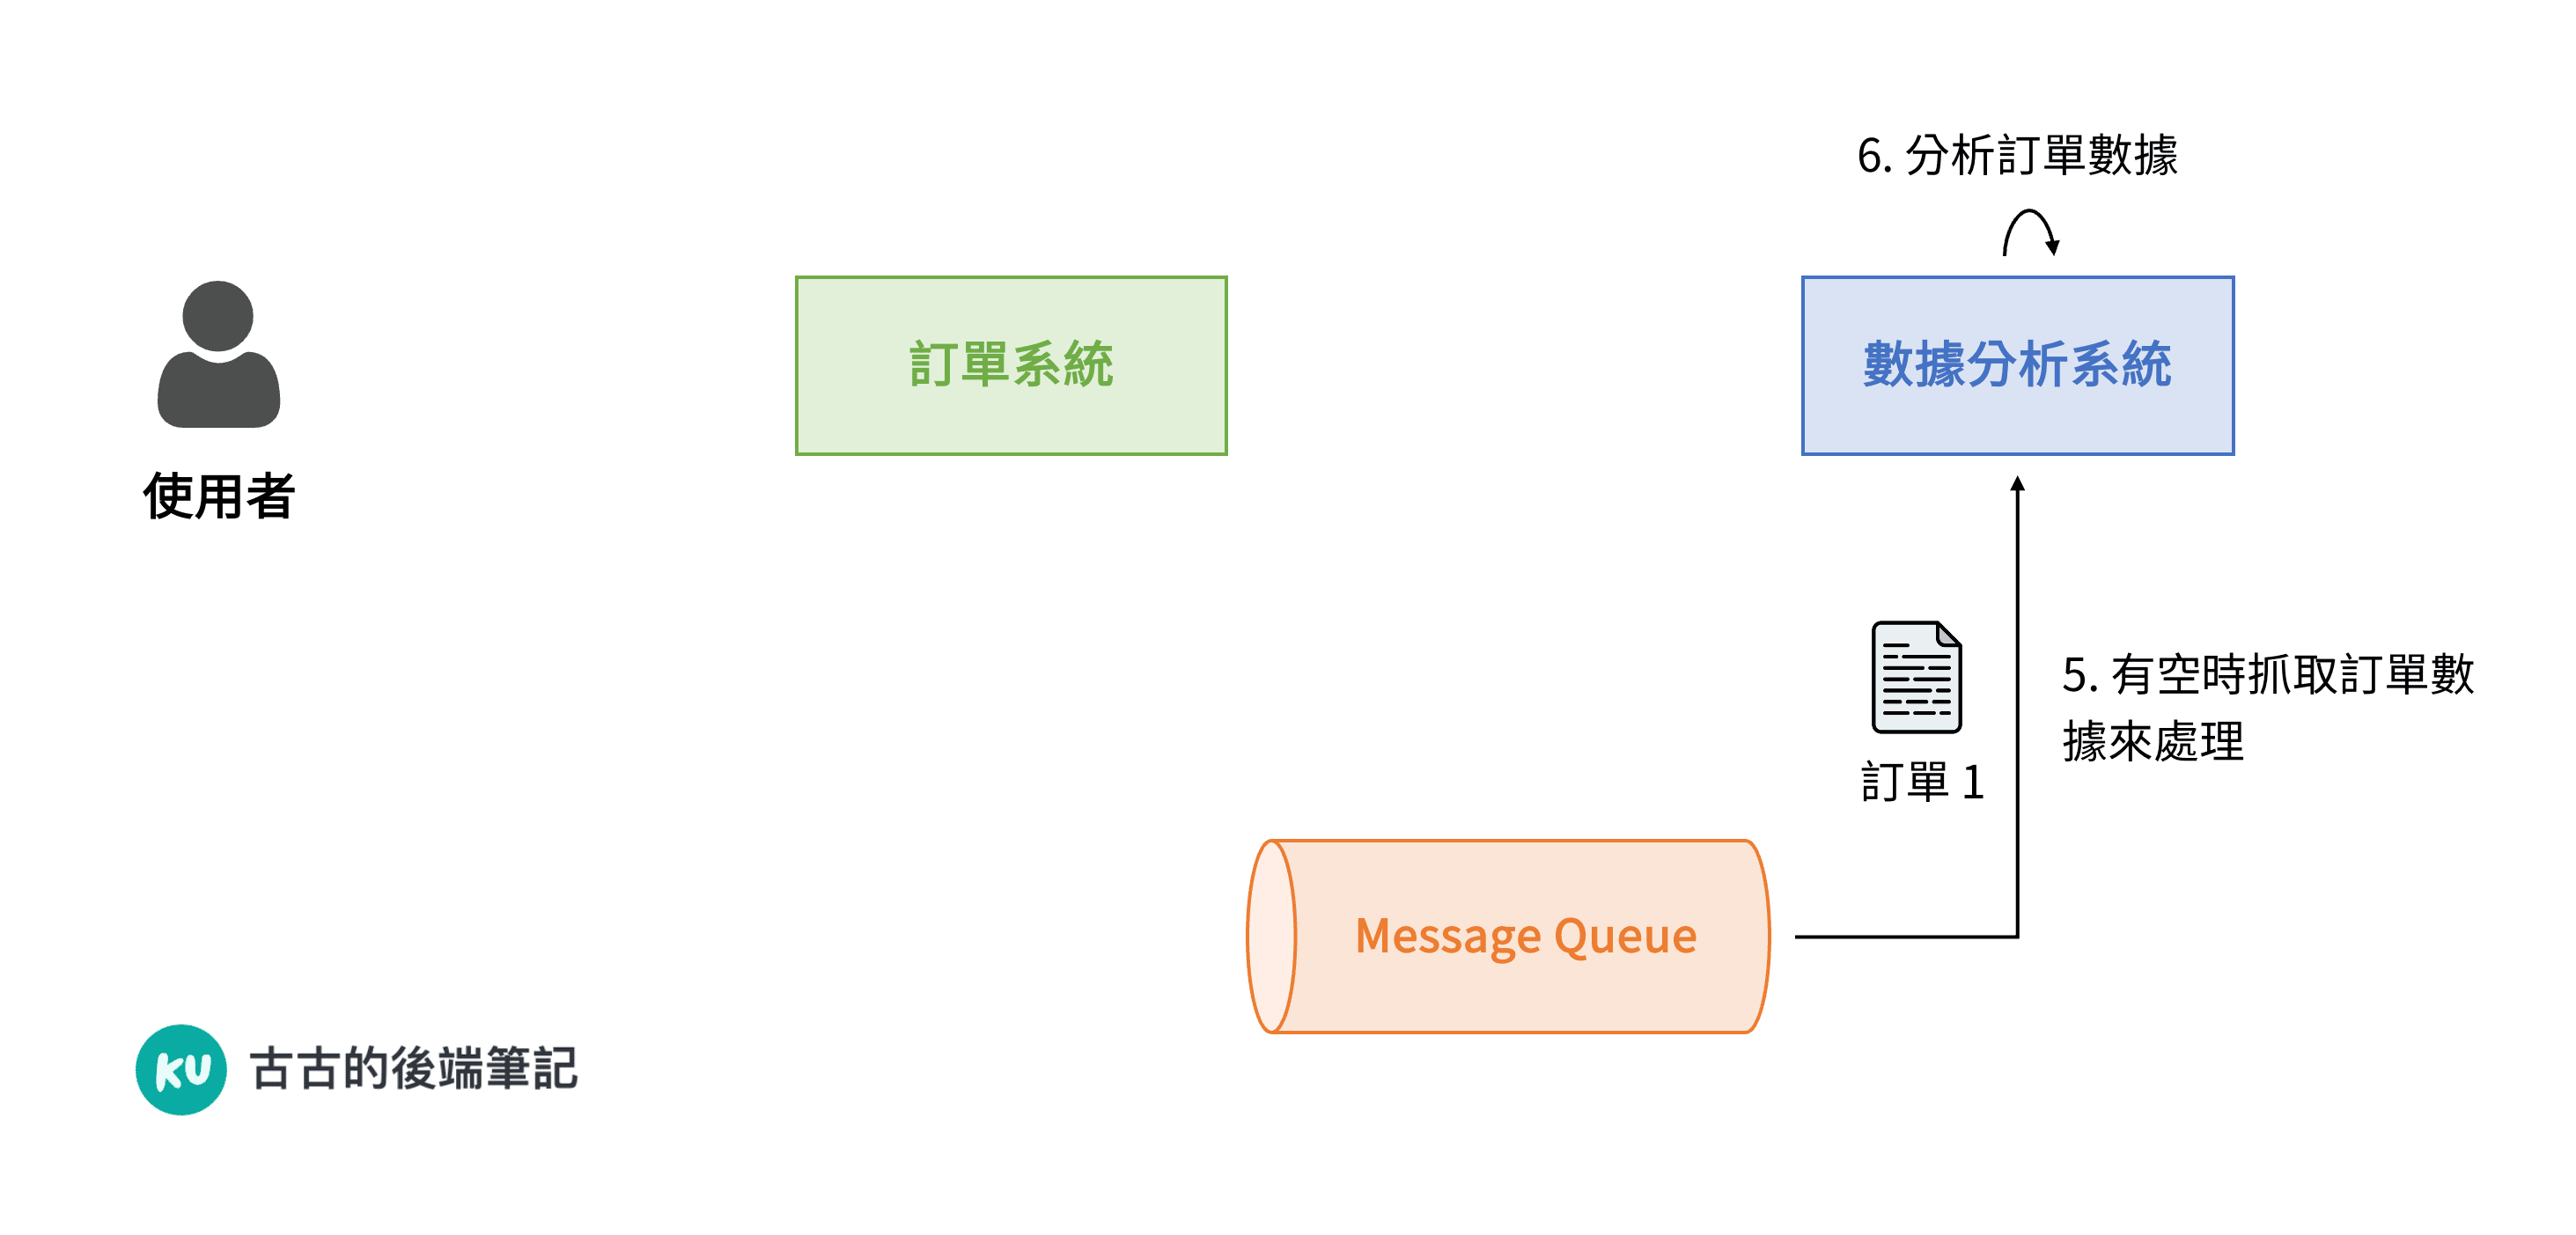 6. 分析訂單數據
訂單系統
數據分析系統
使用者
5. 有空時抓取訂單數
據來處理
訂單 1
Message Queue
KU 古古的後端筆記